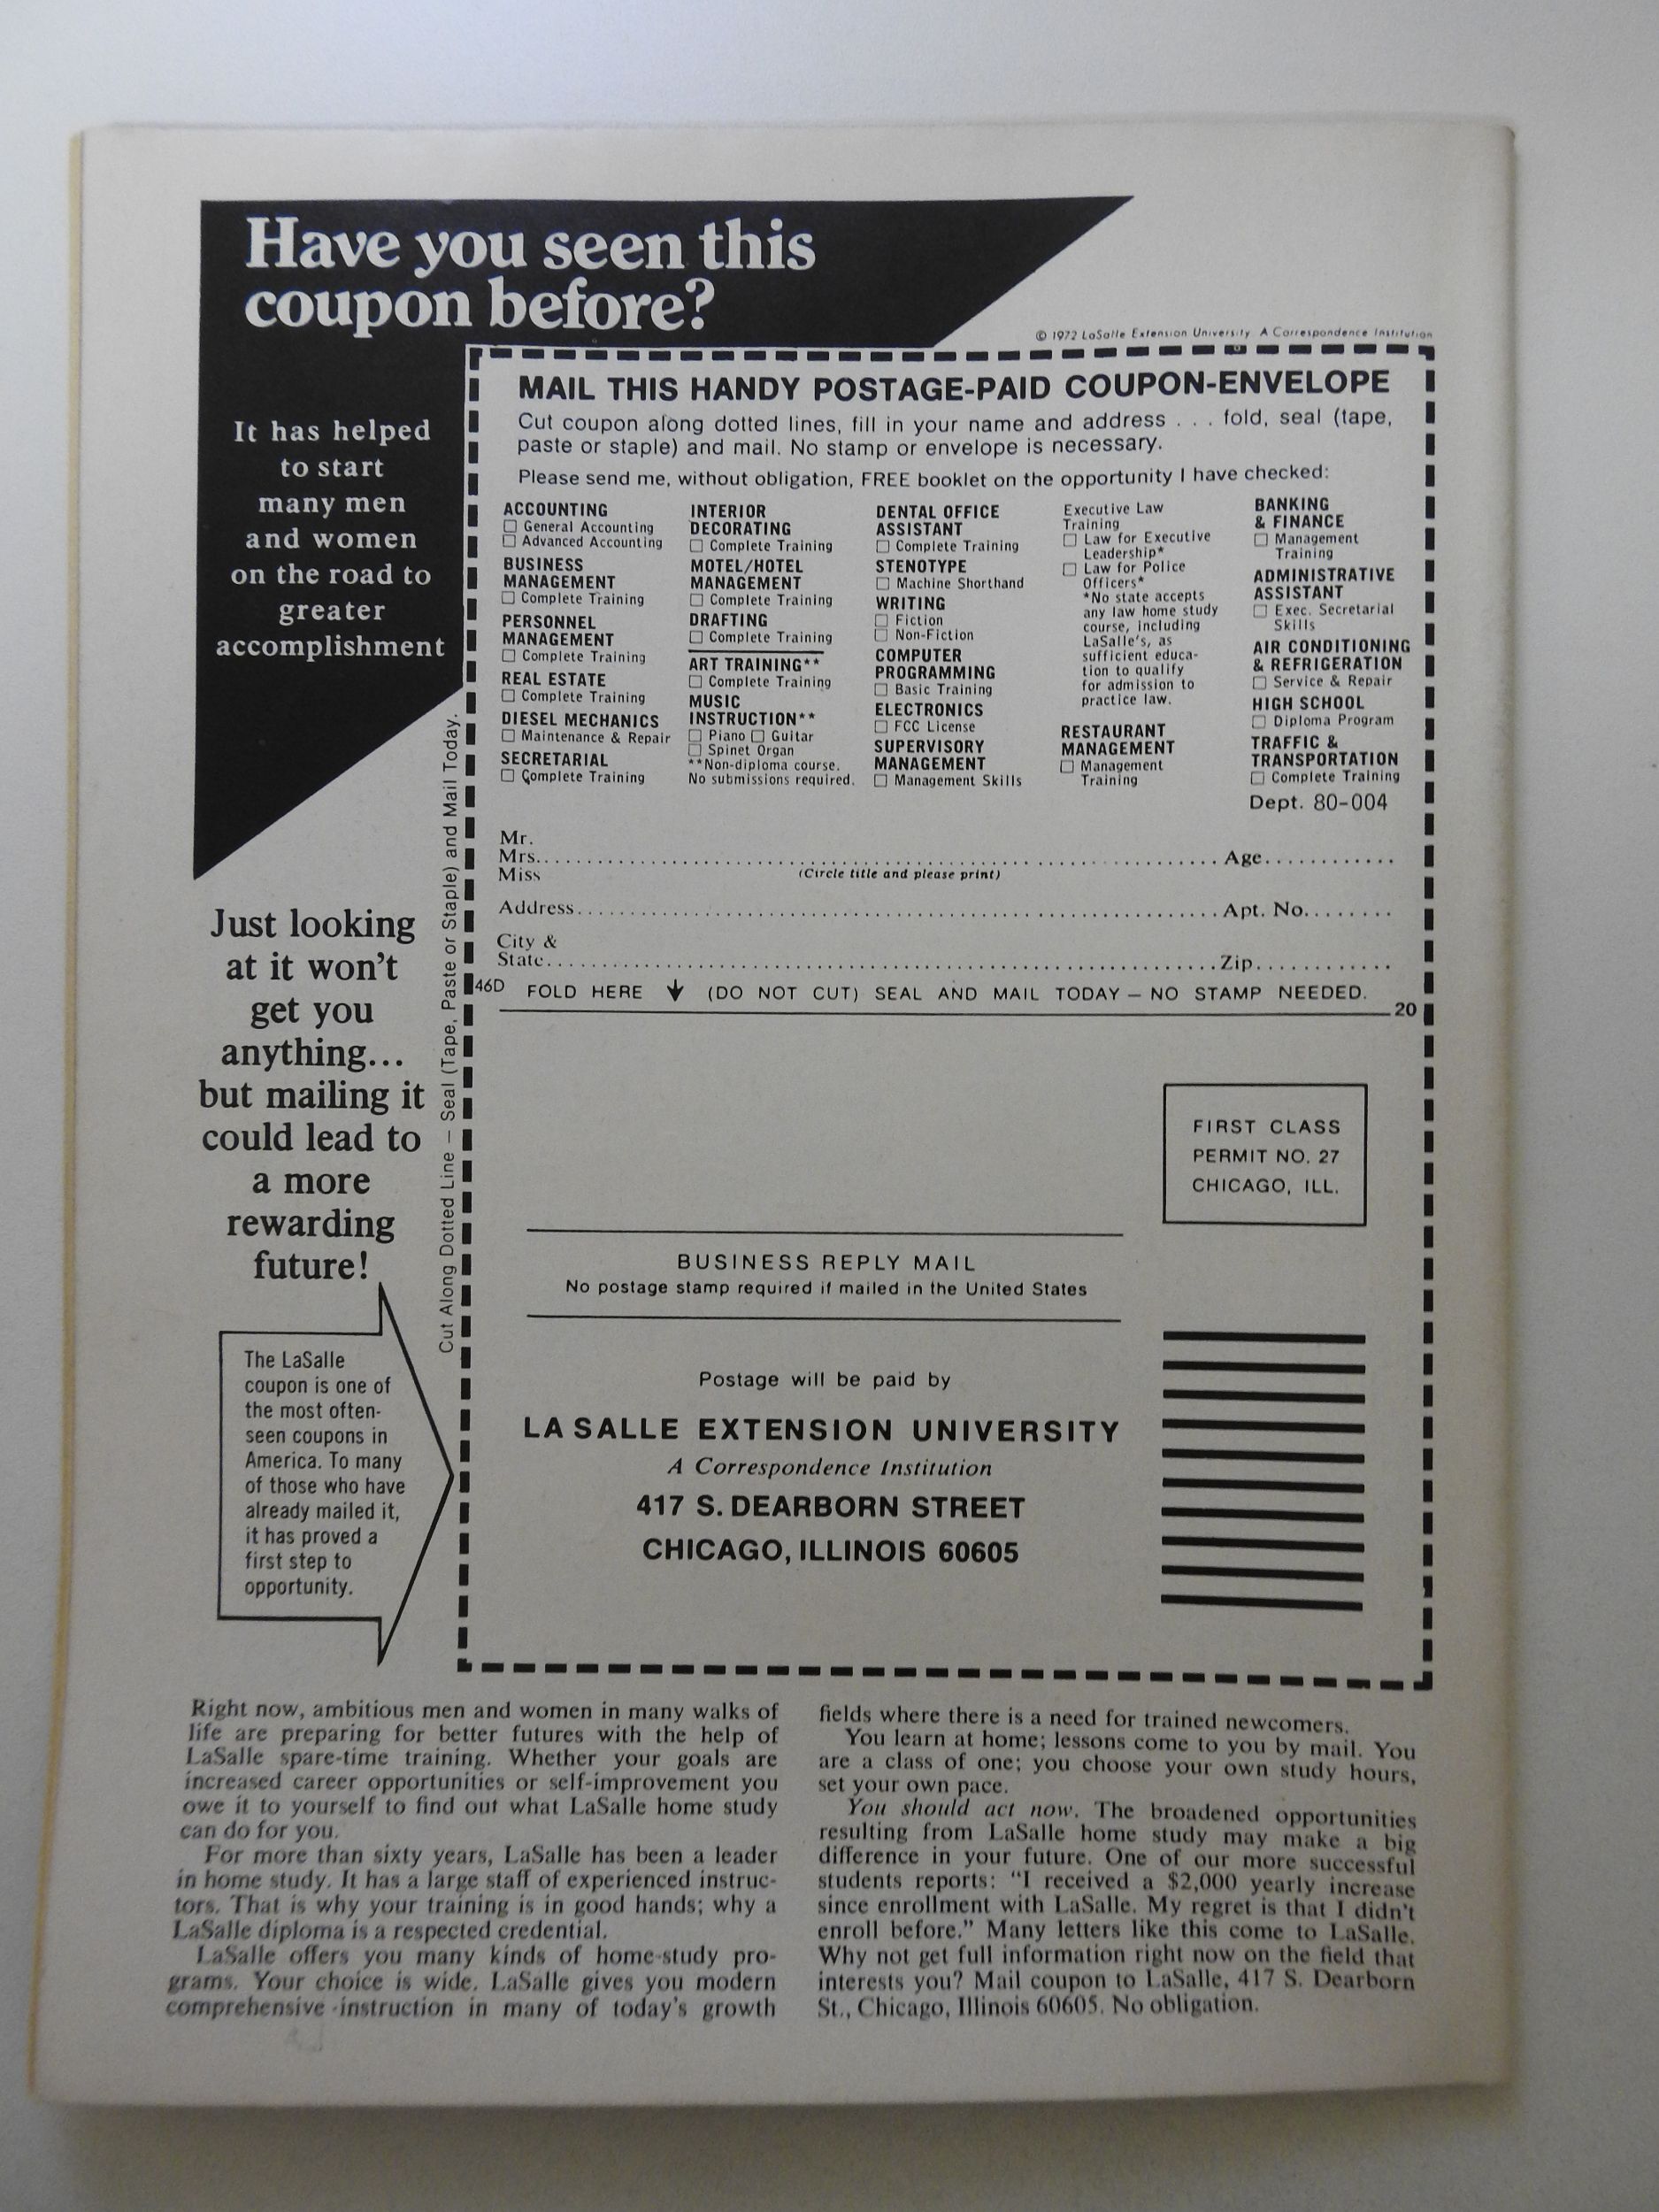 Have you seen this
coupon before?
© 1972 LaSalle Extension University A Correspondence Institution
It has helped
to start
many men
and women
on the road to
greater
accomplishment
Just looking
at it won't
get you
anything...
but mailing it
could lead to
a more
rewarding
future!
The LaSalle
coupon is one of
the most often-
seen coupons in
America. To many
of those who have
already mailed it,
it has proved a
first step to
opportunity.
Cut Along Dotted Line — Seal (Tape, Paste or Staple) and Mail Today.
MAIL THIS HANDY POSTAGE-PAID COUPON-ENVELOPE
Cut coupon along dotted lines, fill in your name and address . . . fold, seal (tape,
paste or staple) and mail. No stamp or envelope is necessary.
Please send me, without obligation, FREE booklet on the opportunity I have checked:
ACCOUNTING
☐ General Accounting
☐ Advanced Accounting
BUSINESS
MANAGEMENT
☐ Complete Training
PERSONNEL
MANAGEMENT
☐ Complete Training
REAL ESTATE
☐ Complete Training
DIESEL MECHANICS
☐ Maintenance & Repair
SECRETARIAL
☐ Complete Training
INTERIOR
DECORATING
☐ Complete Training
MOTEL/HOTEL
MANAGEMENT
☐ Complete Training
DRAFTING
☐ Complete Training
ART TRAINING**
☐ Complete Training
MUSIC
INSTRUCTION**
☐ Piano ☐ Guitar
☐ Spinet Organ
**Non-diploma course.
No submissions required.
DENTAL OFFICE
ASSISTANT
☐ Complete Training
STENOTYPE
☐ Machine Shorthand
WRITING
☐ Fiction
☐ Non-Fiction
COMPUTER
PROGRAMMING
☐ Basic Training
ELECTRONICS
☐ FCC License
SUPERVISORY
MANAGEMENT
☐ Management Skills
Executive Law
Training
☐ Law for Executive
Leadership*
☐ Law for Police
Officers*
*No state accepts
any law home study
course, including
LaSalle's, as
sufficient educa-
tion to qualify
for admission to
practice law.
RESTAURANT
MANAGEMENT
☐ Management
Training
BANKING
& FINANCE
☐ Management
Training
ADMINISTRATIVE
ASSISTANT
☐ Exec. Secretarial
Skills
AIR CONDITIONING
& REFRIGERATION
☐ Service & Repair
HIGH SCHOOL
☐ Diploma Program
TRAFFIC &
TRANSPORTATION
☐ Complete Training
Dept. 80-004
Mr.
Mrs. Age
Miss (Circle title and please print)
Address Apt. No.
City &
State Zip
46D FOLD HERE ↓ (DO NOT CUT) SEAL AND MAIL TODAY — NO STAMP NEEDED.
20
FIRST CLASS
PERMIT NO. 27
CHICAGO, ILL.
BUSINESS REPLY MAIL
No postage stamp required if mailed in the United States
Postage will be paid by
LA SALLE EXTENSION UNIVERSITY
A Correspondence Institution
417 S. DEARBORN STREET
CHICAGO, ILLINOIS 60605
Right now, ambitious men and women in many walks of
life are preparing for better futures with the help of
LaSalle spare-time training. Whether your goals are
increased career opportunities or self-improvement you
owe it to yourself to find out what LaSalle home study
can do for you.
For more than sixty years, LaSalle has been a leader
in home study. It has a large staff of experienced instruc-
tors. That is why your training is in good hands; why a
LaSalle diploma is a respected credential.
LaSalle offers you many kinds of home-study pro-
grams. Your choice is wide. LaSalle gives you modern
comprehensive instruction in many of today's growth
fields where there is a need for trained newcomers.
You learn at home; lessons come to you by mail. You
are a class of one; you choose your own study hours,
set your own pace.
You should act now. The broadened opportunities
resulting from LaSalle home study may make a big
difference in your future. One of our more successful
students reports: "I received a $2,000 yearly increase
since enrollment with LaSalle. My regret is that I didn't
enroll before." Many letters like this come to LaSalle.
Why not get full information right now on the field that
interests you? Mail coupon to LaSalle, 417 S. Dearborn
St., Chicago, Illinois 60605. No obligation.